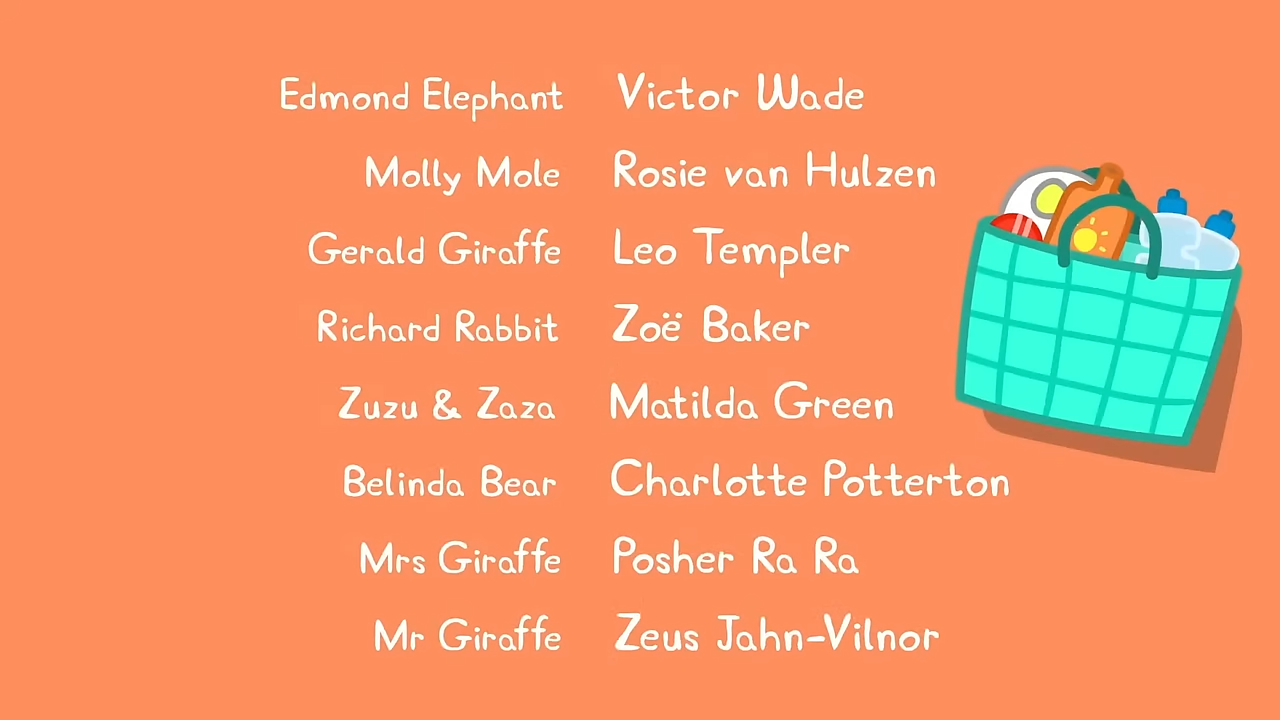 Edmond Elephant Victor Wade
Molly Mole Rosie van Hulzen
Gerald Giraffe Leo Templer
Richard Rabbit Zoë Baker
Zuzu & Zaza Matilda Green
Belinda Bear Charlotte Potterton
Mrs Giraffe Posher Ra Ra
Mr Giraffe Zeus Jahn-Vilnor